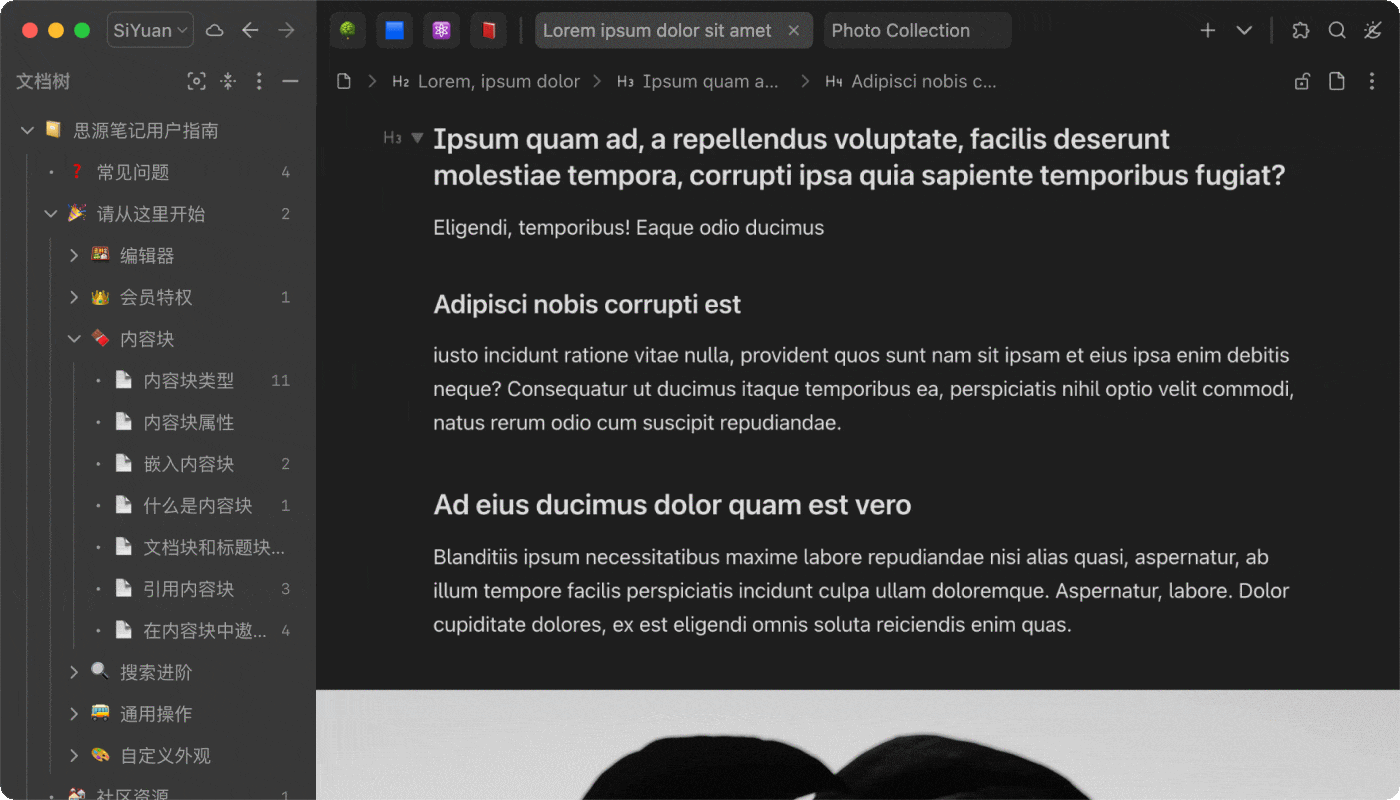 SiYuan
Lorem ipsum dolor sit amet
Photo Collection
文档树
H2 Lorem, ipsum dolor
H3 Ipsum quam a...
H4 Adipisci nobis c...
思源笔记用户指南
常见问题 4
请从这里开始 2
编辑器
会员特权 1
内容块
内容块类型 11
内容块属性
嵌入内容块 2
什么是内容块 1
文档块和标题块...
引用内容块 3
在内容块中遨... 4
搜索进阶
通用操作
自定义外观
社区资源 1
H3
Ipsum quam ad, a repellendus voluptate, facilis deserunt
molestiae tempora, corrupti ipsa quia sapiente temporibus fugiat?
Eligendi, temporibus! Eaque odio ducimus
Adipisci nobis corrupti est
iusto incidunt ratione vitae nulla, provident quos sunt nam sit ipsam et eius ipsa enim debitis
neque? Consequatur ut ducimus itaque temporibus ea, perspiciatis nihil optio velit commodi,
natus rerum odio cum suscipit repudiandae.
Ad eius ducimus dolor quam est vero
Blanditiis ipsum necessitatibus maxime labore repudiandae nisi alias quasi, aspernatur, ab
illum tempore facilis perspiciatis incidunt culpa ullam doloremque. Aspernatur, labore. Dolor
cupiditate dolores, ex est eligendi omnis soluta reiciendis enim quas.